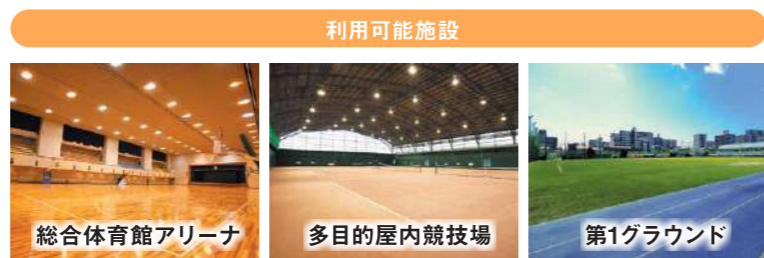 利用可能施設
総合体育館アリーナ
多目的屋内競技場
第1グラウンド